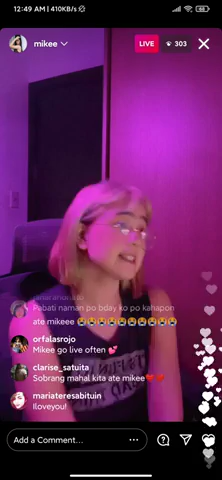 12:49 AM | 410KB/s
mikee
LIVE
303
Pabati naman po bday ko po kahapon
ate mikeee 😭😭😭😭😭😭😭😭😭😭
orfalasrojo
Mikee go live often 💕
clarise_satuita
Sobrang mahal kita ate mikee❤️❤️
mariateresabituin
Iloveyou!
Add a Comment...